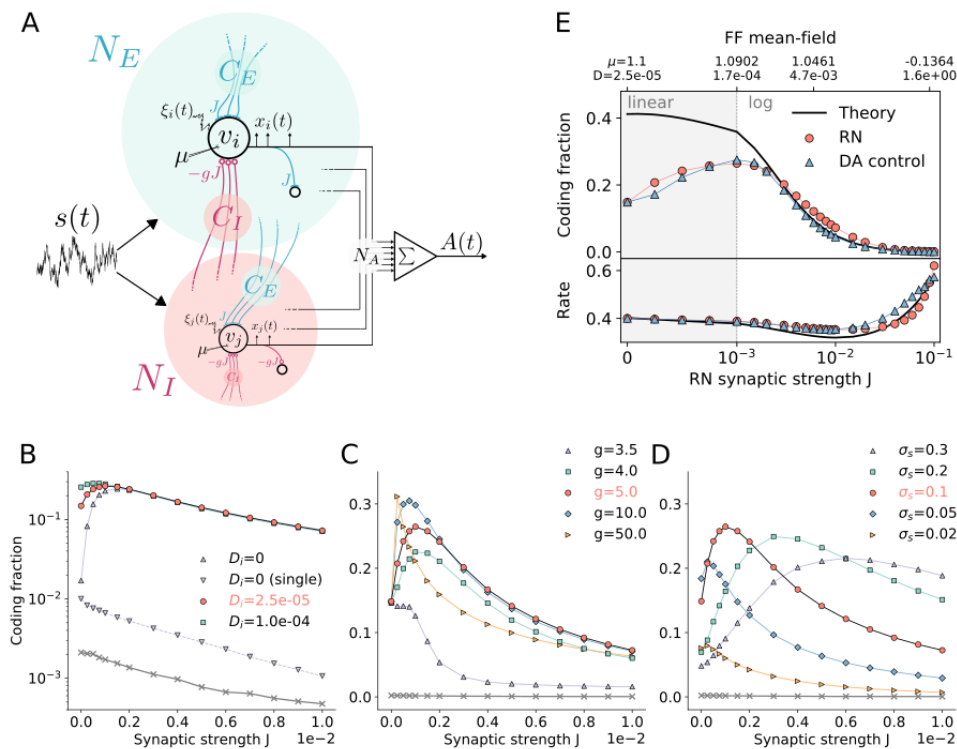 A
N_E
C_E
J
ξ_i(t)
x_i(t)
v_i
μ
-gJ
J
C_I
s(t)
N_A
Σ
A(t)
C_E
ξ_j(t)
J
x_j(t)
v_j
μ
-gJ
-gJ
C_I
N_I
E
FF mean-field
μ=1.1 1.0902 1.0461 -0.1364
D=2.5e-05 1.7e-04 4.7e-03 1.6e+00
linear log
Theory
RN
DA control
Coding fraction
0.4
0.2
0.0
Rate
0.6
0.4
0 10⁻³ 10⁻² 10⁻¹
RN synaptic strength J
B
Coding fraction
10⁻¹
10⁻²
10⁻³
D_i=0
D_i=0 (single)
D_i=2.5e-05
D_i=1.0e-04
0.0 0.2 0.4 0.6 0.8 1.0
1e−2
Synaptic strength J
C
g=3.5
g=4.0
g=5.0
g=10.0
g=50.0
0.3
0.2
0.1
0.0
0.0 0.2 0.4 0.6 0.8 1.0
1e−2
Synaptic strength J
D
σ_s=0.3
σ_s=0.2
σ_s=0.1
σ_s=0.05
σ_s=0.02
0.3
0.2
0.1
0.0
0.0 0.2 0.4 0.6 0.8 1.0
1e−2
Synaptic strength J